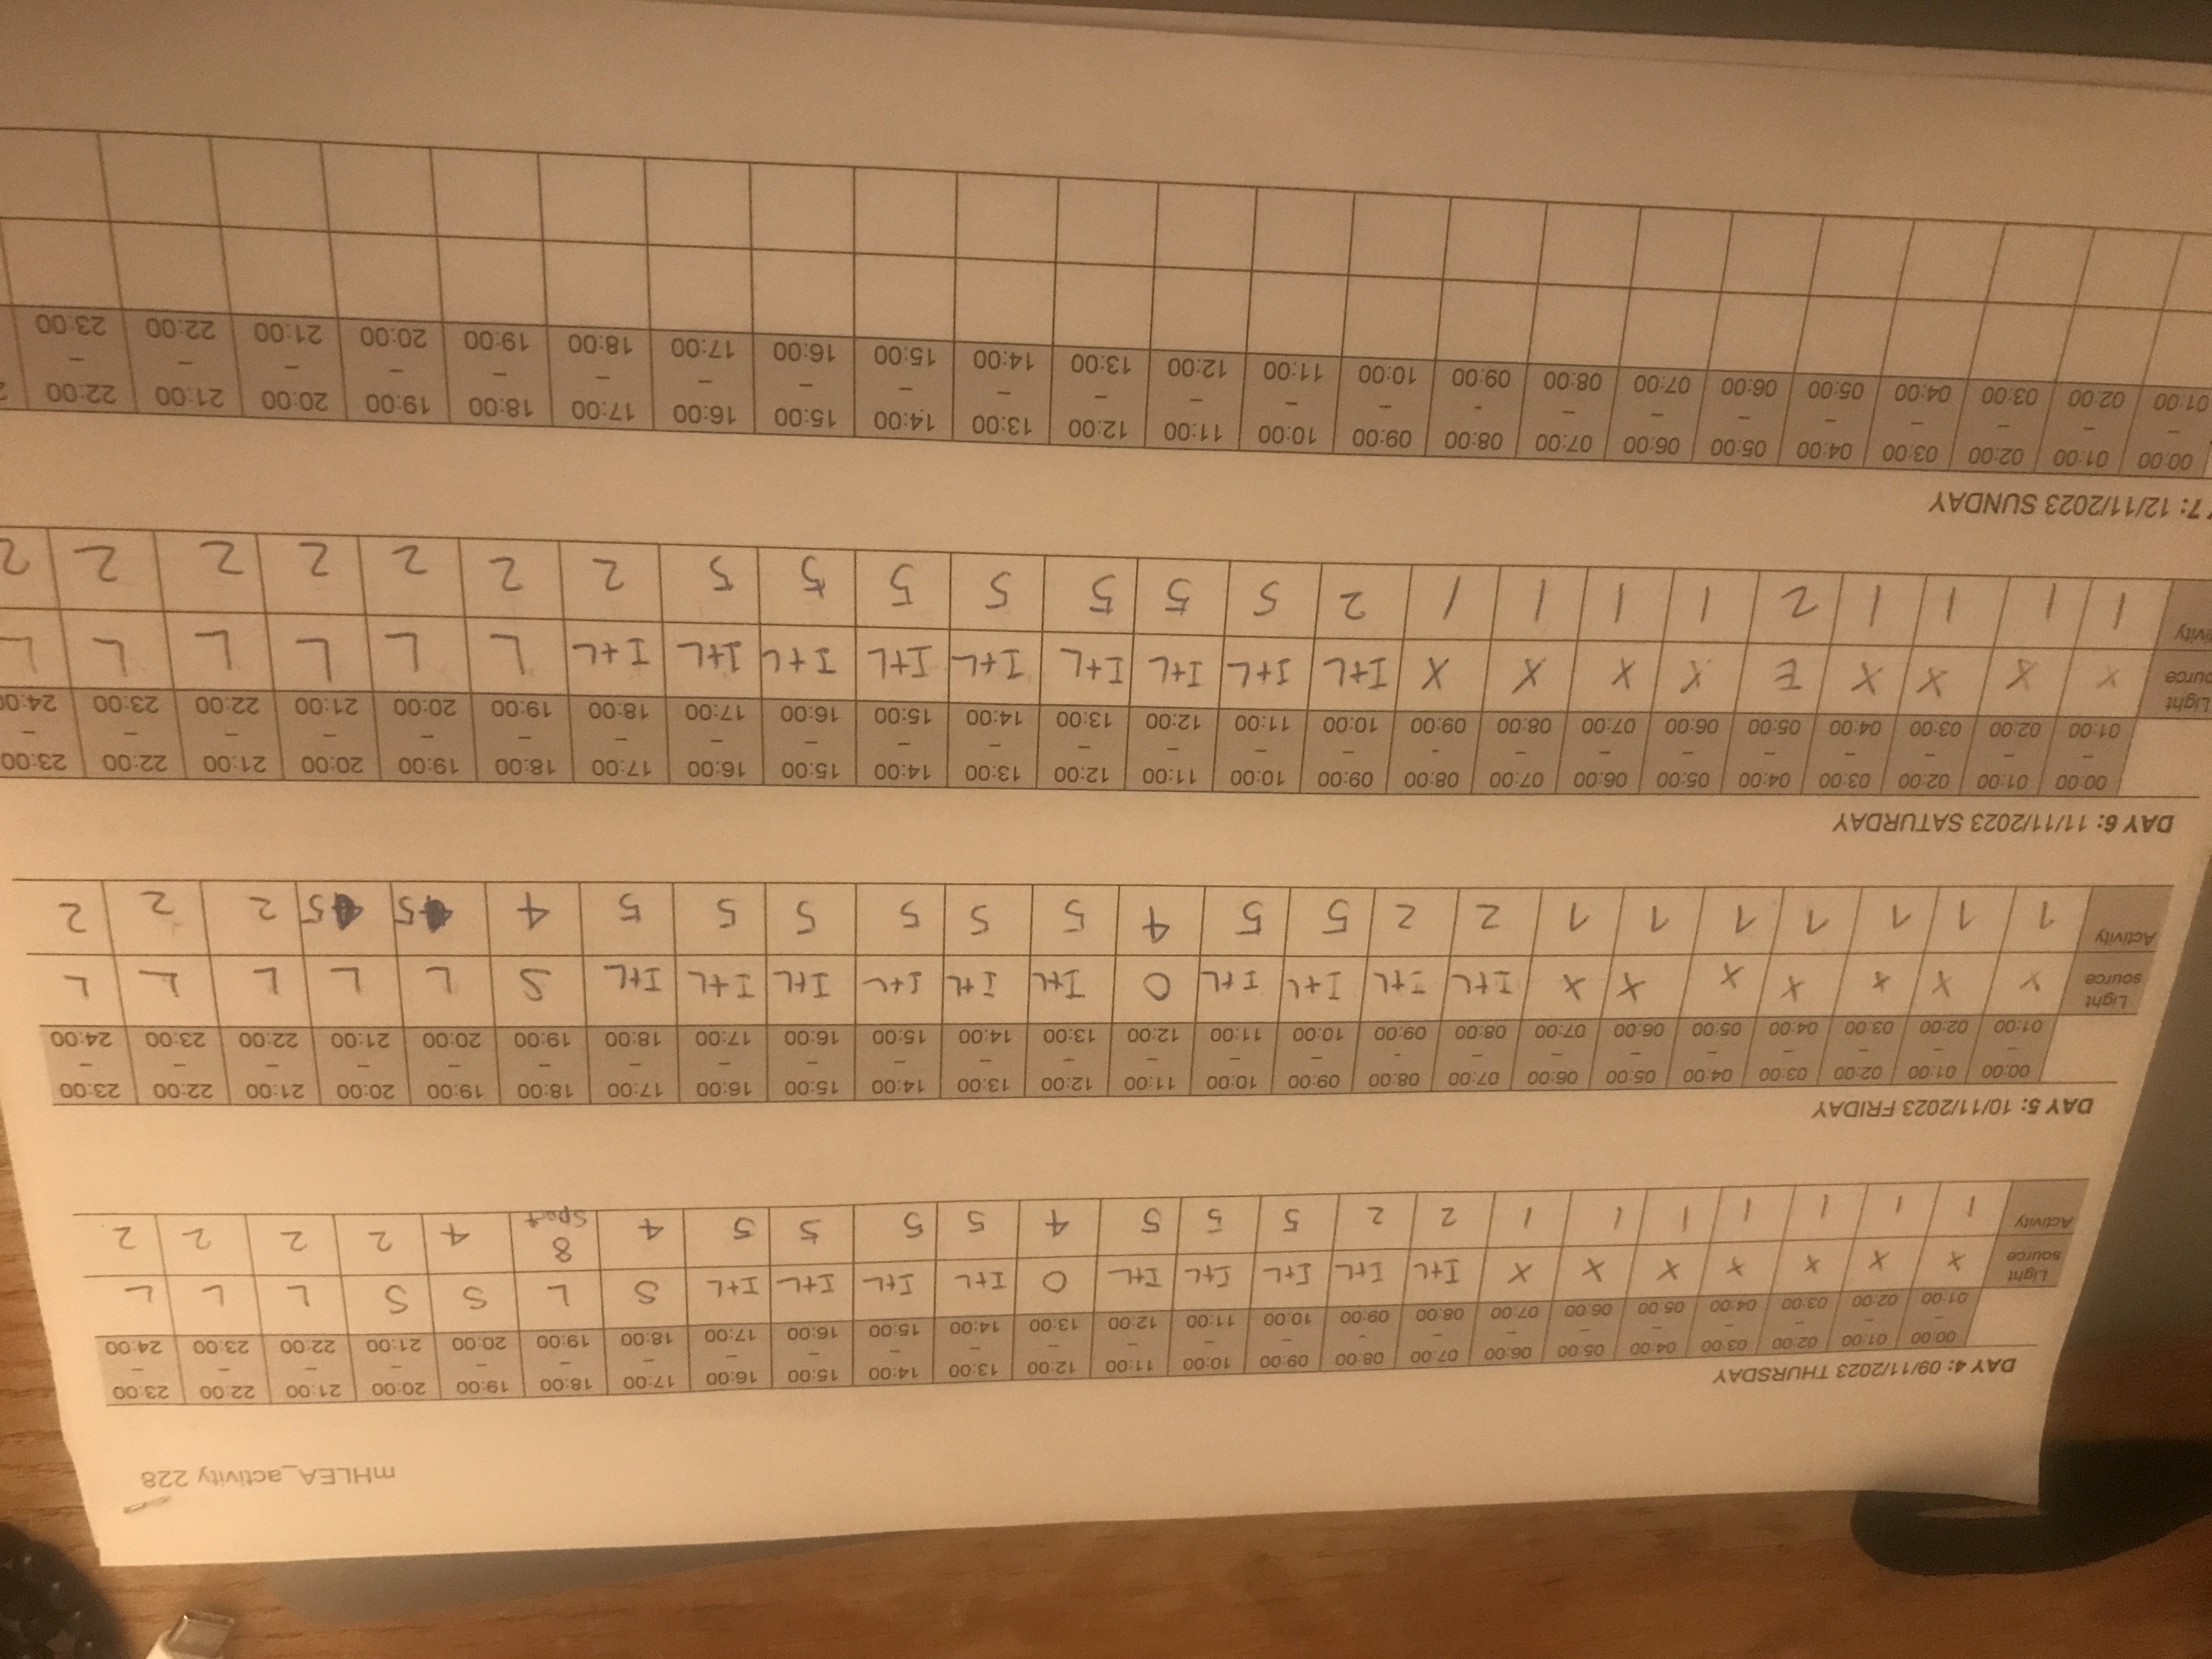 mHLEA_activity 228
DAY 4: 09/11/2023 THURSDAY
00:00 01:00 02:00 03:00 04:00 05:00 06:00 07:00 08:00 09:00 10:00 11:00 12:00 13:00 14:00 15:00 16:00 17:00 18:00 19:00 20:00 21:00 22:00 23:00
– – – – – – – – - – – – – – – – – – – – – – – –
01:00 02:00 03:00 04:00 05:00 06:00 07:00 08:00 09:00 10:00 11:00 12:00 13:00 14:00 15:00 16:00 17:00 18:00 19:00 20:00 21:00 22:00 23:00 24:00
Light source X X X X X X X I+L I+L I+L I+L I+L O I+L I+L I+L I+L S L S S L L L
Activity 1 1 1 1 1 1 1 2 2 5 5 5 4 5 5 5 5 4 8 sport 4 2 2 2 2
DAY 5: 10/11/2023 FRIDAY
00:00 01:00 02:00 03:00 04:00 05:00 06:00 07:00 08:00 09:00 10:00 11:00 12:00 13:00 14:00 15:00 16:00 17:00 18:00 19:00 20:00 21:00 22:00 23:00
– – – – – – – – - – – – – – – – – – – – – – – –
01:00 02:00 03:00 04:00 05:00 06:00 07:00 08:00 09:00 10:00 11:00 12:00 13:00 14:00 15:00 16:00 17:00 18:00 19:00 20:00 21:00 22:00 23:00 24:00
Light source X X X X X X X I+L I+L I+L I+L O I+L I+L I+L I+L I+L I+L S L L L L L
Activity 1 1 1 1 1 1 1 2 2 5 5 4 5 5 5 5 5 5 4 5 5 2 2 2
DAY 6: 11/11/2023 SATURDAY
00:00 01:00 02:00 03:00 04:00 05:00 06:00 07:00 08:00 09:00 10:00 11:00 12:00 13:00 14:00 15:00 16:00 17:00 18:00 19:00 20:00 21:00 22:00 23:00
– – – – – – – – - – – – – – – – – – – – – – – –
01:00 02:00 03:00 04:00 05:00 06:00 07:00 08:00 09:00 10:00 11:00 12:00 13:00 14:00 15:00 16:00 17:00 18:00 19:00 20:00 21:00 22:00 23:00 24:00
Light ource X X X X E X X X X I+L I+L I+L I+L I+L I+L I+L I+L I+L L L L L L L
ivity 1 1 1 1 2 1 1 1 1 2 5 5 5 5 5 5 5 2 2 2 2 2 2 2
7: 12/11/2023 SUNDAY
00:00 01:00 02:00 03:00 04:00 05:00 06:00 07:00 08:00 09:00 10:00 11:00 12:00 13:00 14:00 15:00 16:00 17:00 18:00 19:00 20:00 21:00 22:00
– – – – – – – – - – – – – – – – – – – – – – –
01:00 02:00 03:00 04:00 05:00 06:00 07:00 08:00 09:00 10:00 11:00 12:00 13:00 14:00 15:00 16:00 17:00 18:00 19:00 20:00 21:00 22:00 23:00